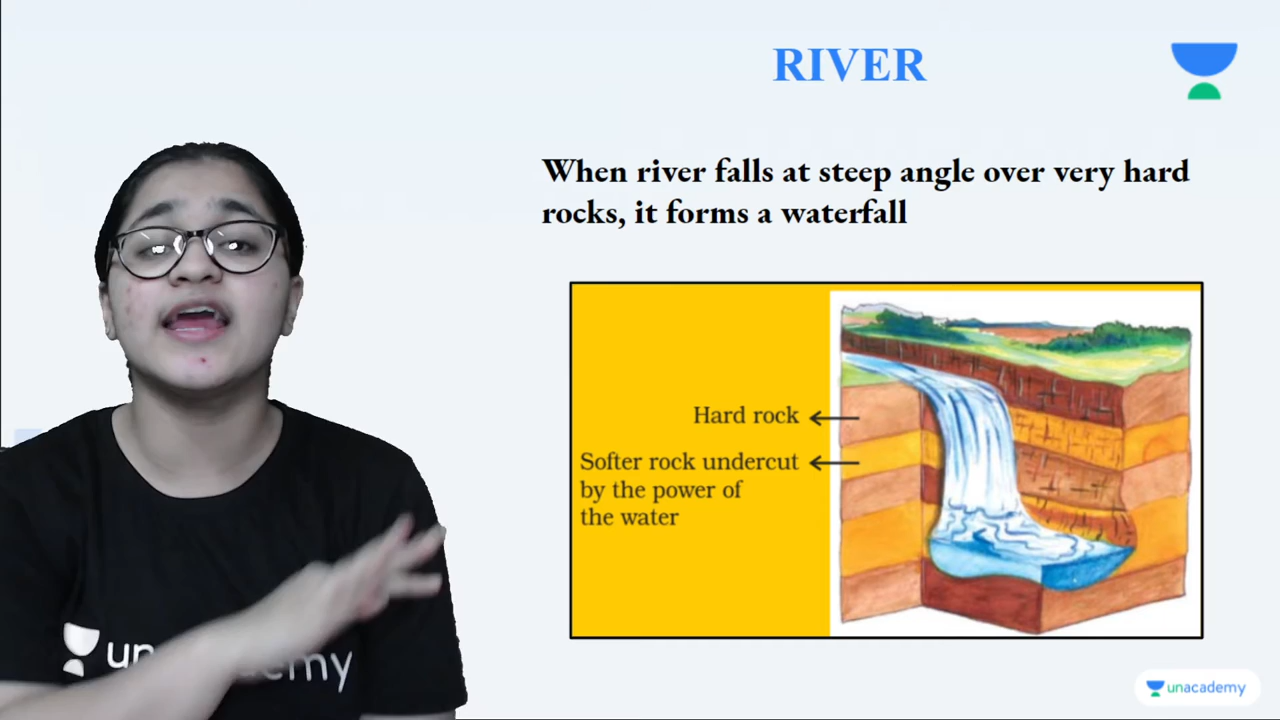 RIVER
When river falls at steep angle over very hard
rocks, it forms a waterfall
Hard rock
Softer rock undercut
by the power of
the water
unacademy